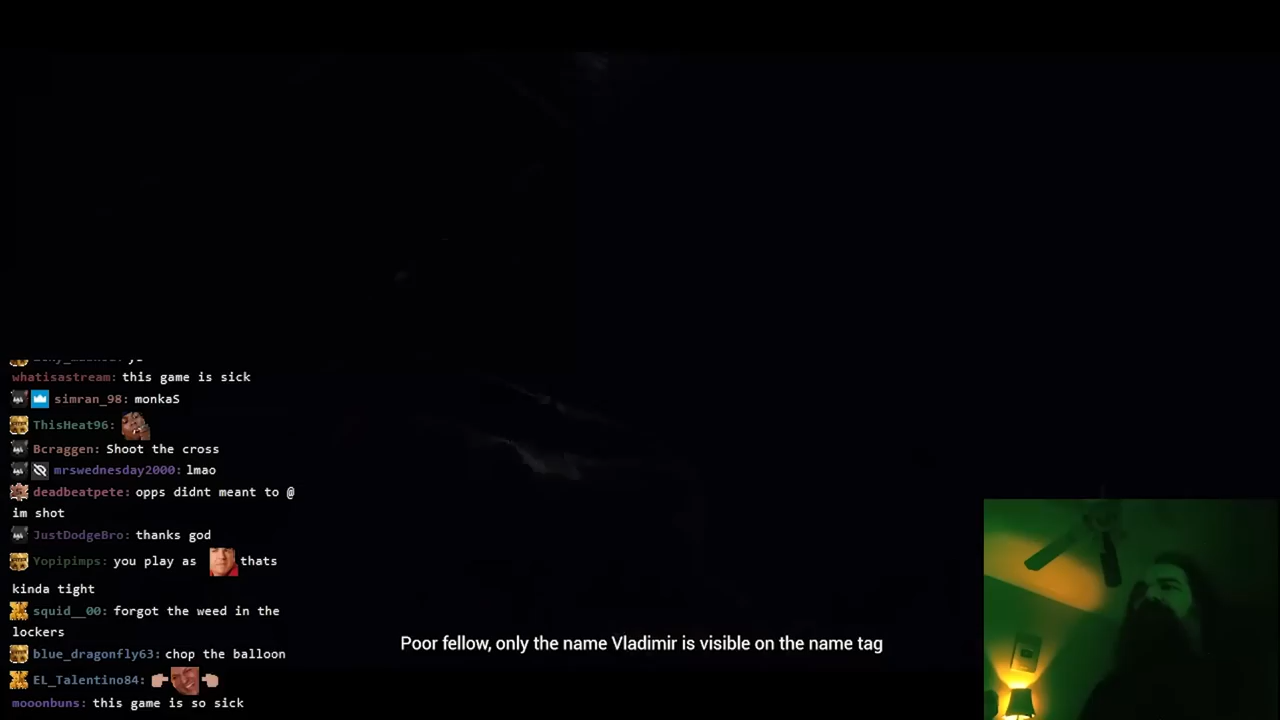 whatisastream: this game is sick
simran_98: monkaS
ThisHeat96:
Bcraggen: Shoot the cross
mrswednesday2000: lmao
deadbeatpete: opps didnt meant to @
im shot
JustDodgeBro: thanks god
Yopipimps: you play as thats
kinda tight
squid__00: forgot the weed in the
lockers
blue_dragonfly63: chop the balloon
EL_Talentino84:
mooonbuns: this game is so sick
Poor fellow, only the name Vladimir is visible on the name tag